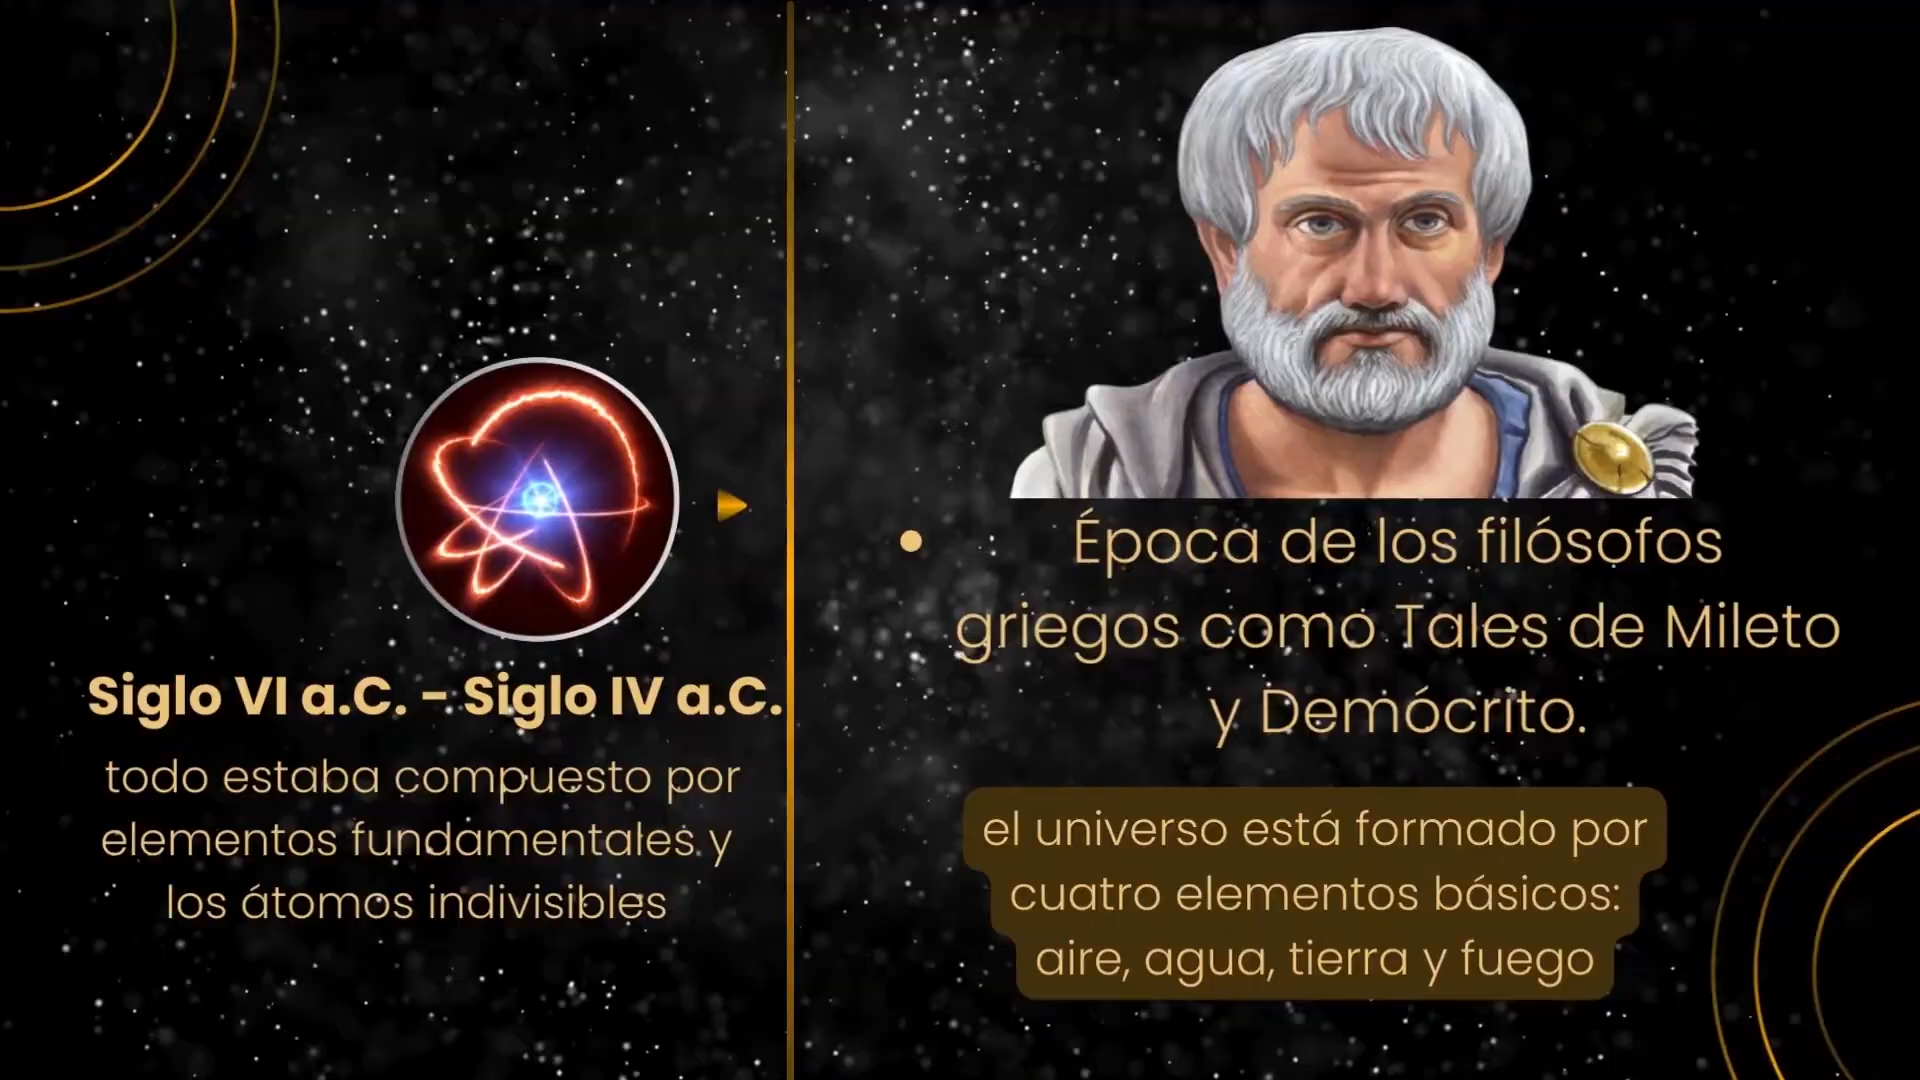 Siglo VI a.C. - Siglo IV a.C.
todo estaba compuesto por
elementos fundamentales y
los átomos indivisibles
Época de los filósofos
griegos como Tales de Mileto
y Demócrito.
el universo está formado por
cuatro elementos básicos:
aire, agua, tierra y fuego